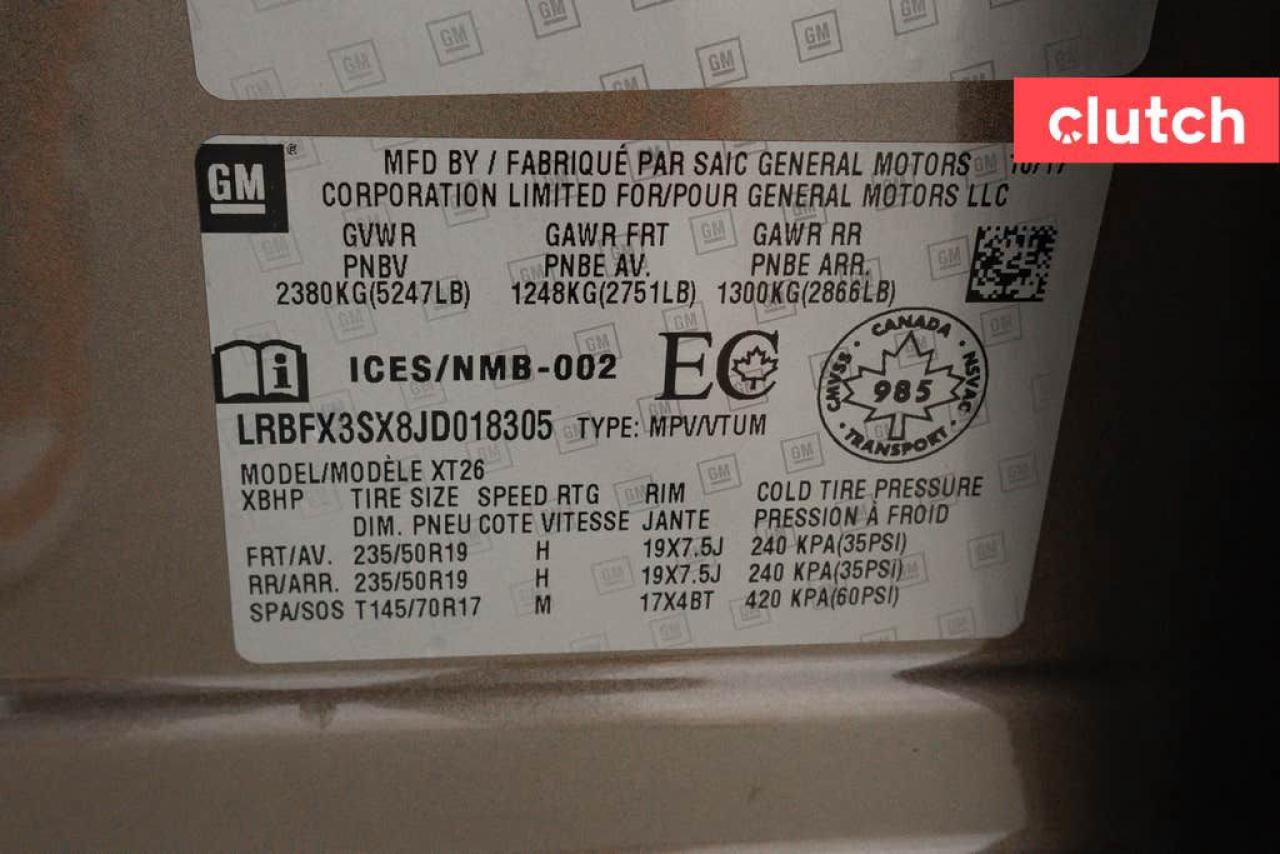 clutch
GM
MFD BY / FABRIQUÉ PAR SAIC GENERAL MOTORS 10/17
CORPORATION LIMITED FOR/POUR GENERAL MOTORS LLC
GVWR GAWR FRT GAWR RR
PNBV PNBE AV. PNBE ARR.
2380KG(5247LB) 1248KG(2751LB) 1300KG(2866LB)
ICES/NMB-002 EC
CANADA
CMVSS 985 NSVAC
TRANSPORT
LRBFX3SX8JD018305 TYPE: MPV/VTUM
MODEL/MODÈLE XT26
XBHP TIRE SIZE SPEED RTG RIM COLD TIRE PRESSURE
DIM. PNEU COTE VITESSE JANTE PRESSION À FROID
FRT/AV. 235/50R19 H 19X7.5J 240 KPA(35PSI)
RR/ARR. 235/50R19 H 19X7.5J 240 KPA(35PSI)
SPA/SOS T145/70R17 M 17X4BT 420 KPA(60PSI)